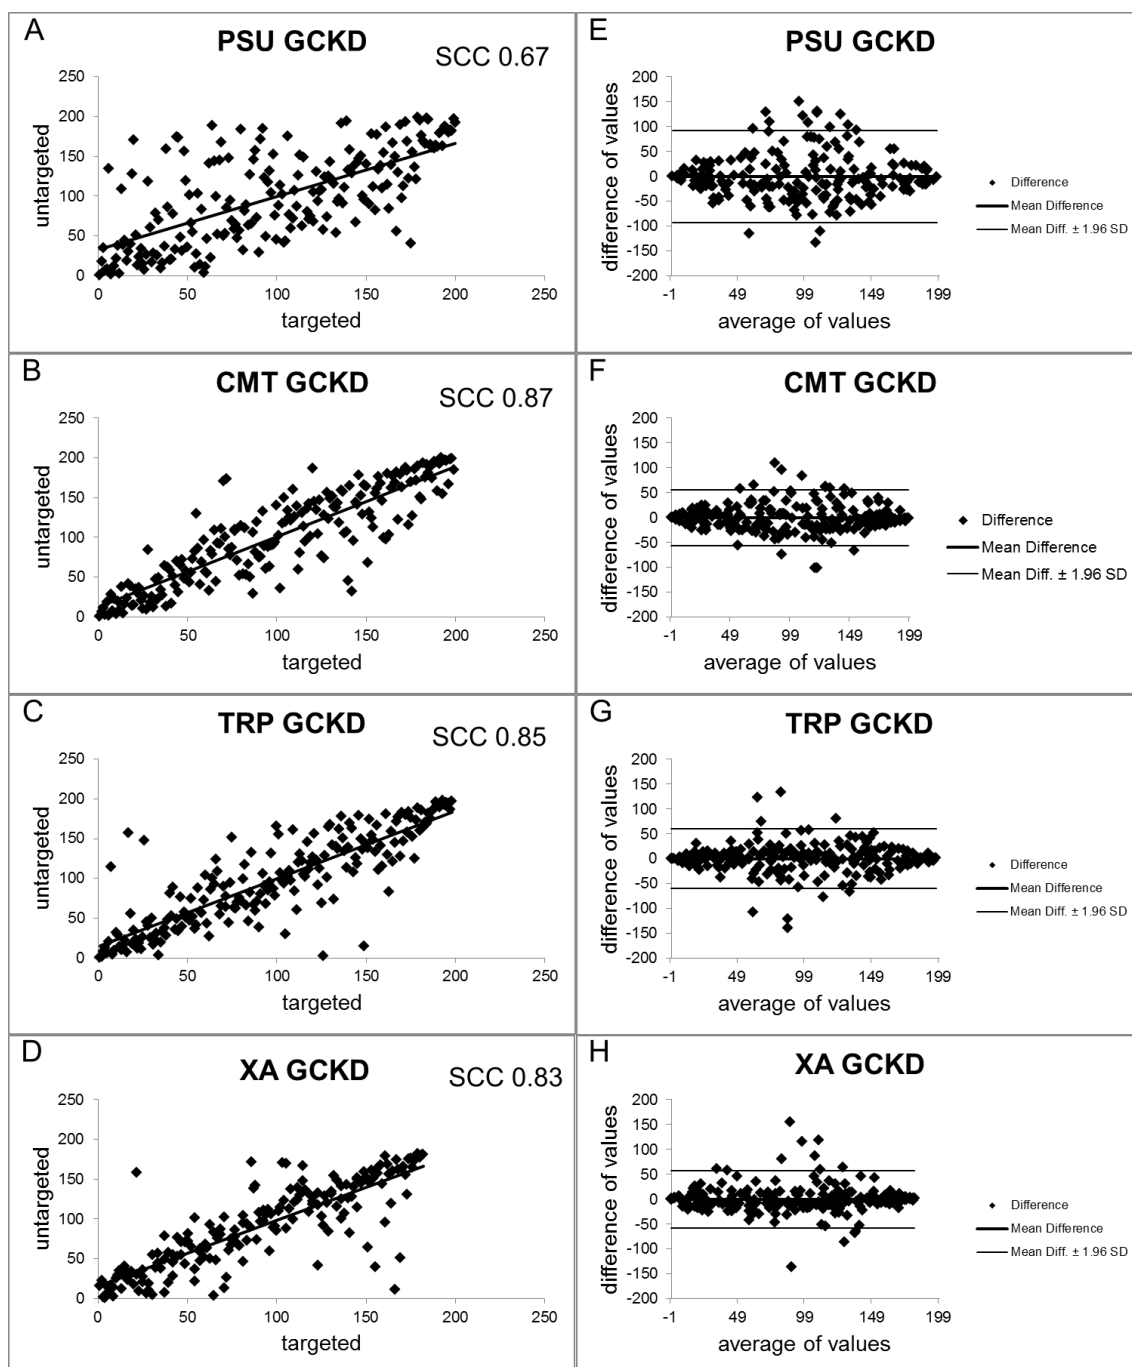 A
PSU GCKD
SCC 0.67
250
200
150
100
50
0
0 50 100 150 200 250
untargeted
targeted
E
PSU GCKD
200
150
100
50
0
-50
-100
-150
-200
-1 49 99 149 199
difference of values
average of values
Difference
Mean Difference
Mean Diff. ± 1.96 SD
B
CMT GCKD
SCC 0.87
250
200
150
100
50
0
0 50 100 150 200 250
untargeted
targeted
F
CMT GCKD
200
150
100
50
0
-50
-100
-150
-200
-1 49 99 149 199
difference of values
average of values
Difference
Mean Difference
Mean Diff. ± 1.96 SD
C
TRP GCKD
SCC 0.85
250
200
150
100
50
0
0 50 100 150 200 250
untargeted
targeted
G
TRP GCKD
200
150
100
50
0
-50
-100
-150
-200
-1 49 99 149 199
difference of values
average of values
Difference
Mean Difference
Mean Diff. ± 1.96 SD
D
XA GCKD
SCC 0.83
250
200
150
100
50
0
0 50 100 150 200 250
untargeted
targeted
H
XA GCKD
200
150
100
50
0
-50
-100
-150
-200
-1 49 99 149 199
difference of values
average of values
Difference
Mean Difference
Mean Diff. ± 1.96 SD